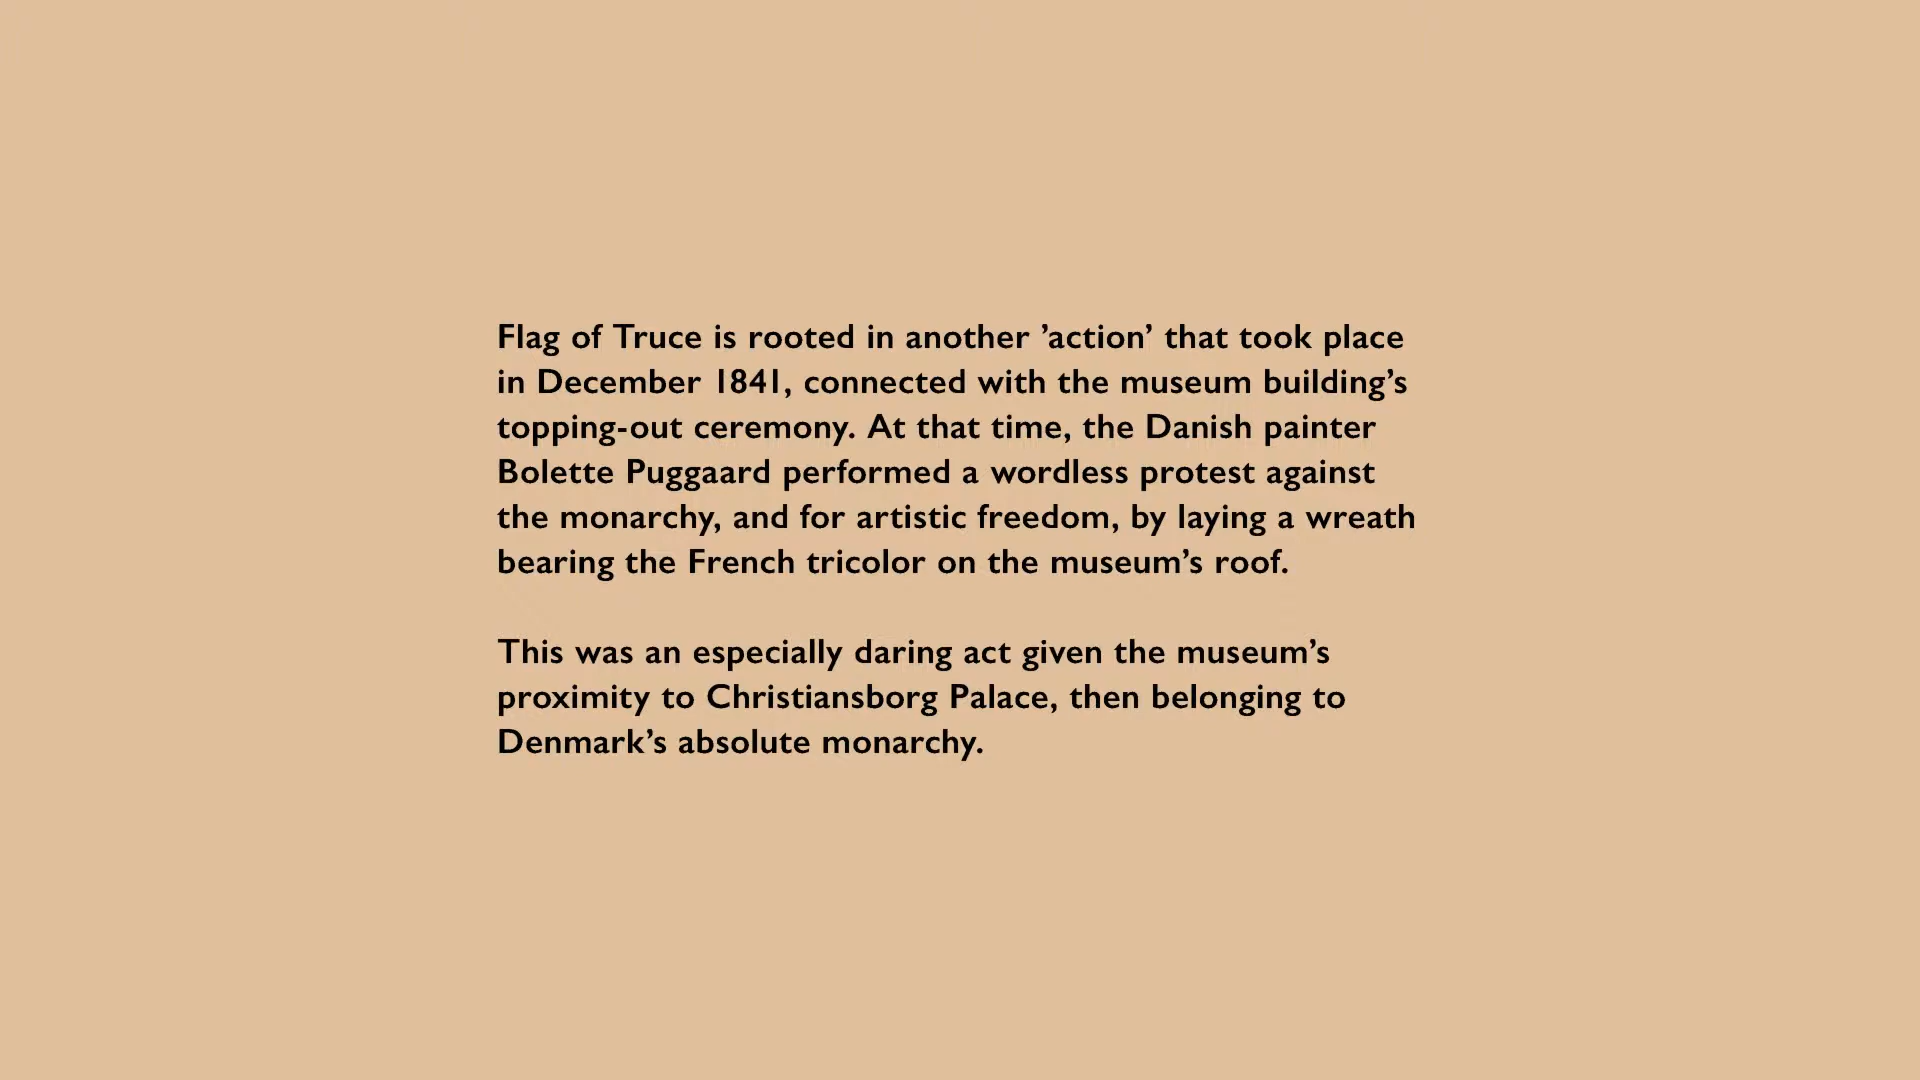 Flag of Truce is rooted in another ’action’ that took place
in December 1841, connected with the museum building’s
topping-out ceremony. At that time, the Danish painter
Bolette Puggaard performed a wordless protest against
the monarchy, and for artistic freedom, by laying a wreath
bearing the French tricolor on the museum’s roof.
This was an especially daring act given the museum’s
proximity to Christiansborg Palace, then belonging to
Denmark’s absolute monarchy.